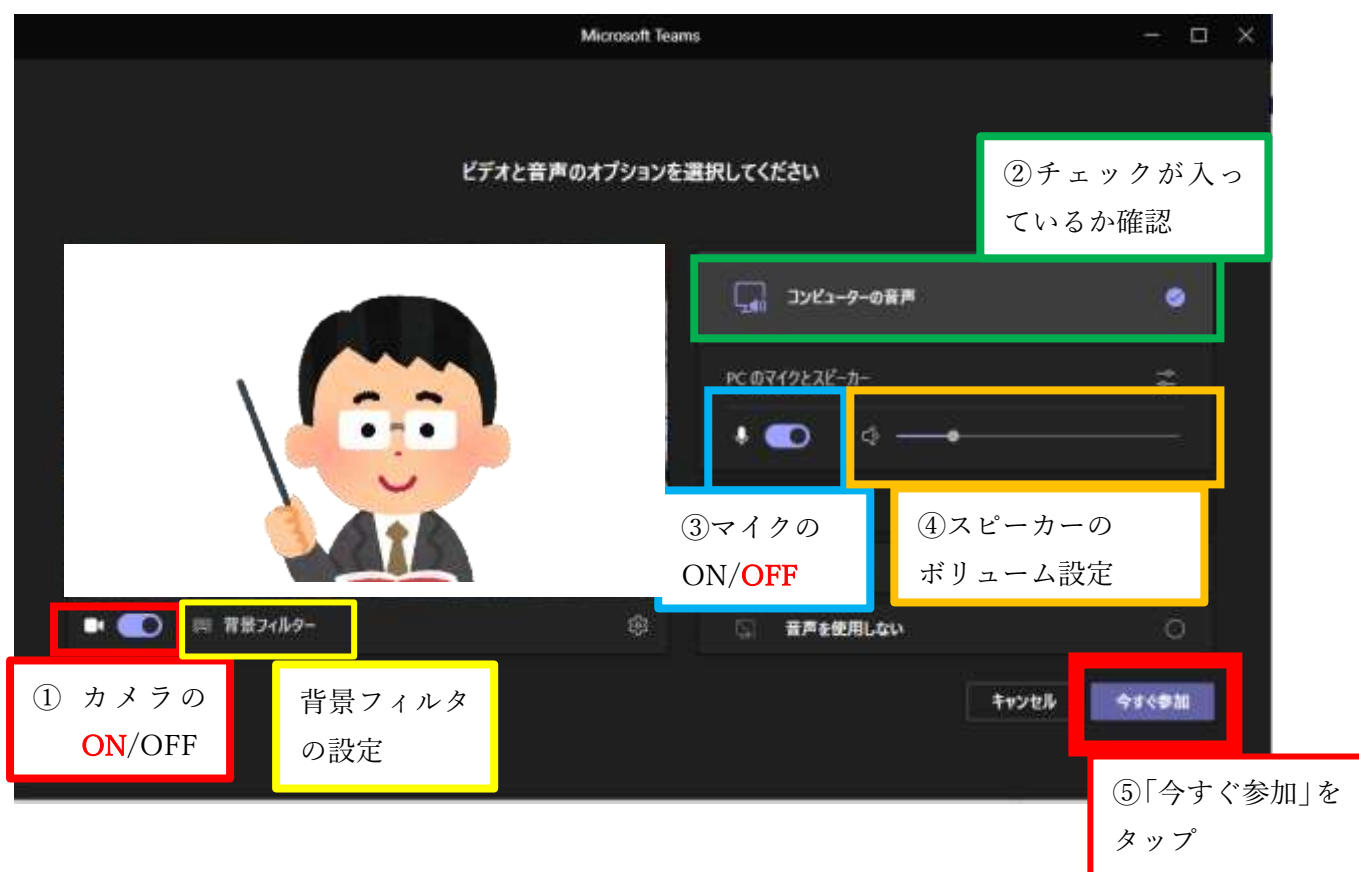 Microsoft Teams
ビデオと音声のオプションを選択してください
②チェックが入っ
ているか確認
コンピューターの音声
PC のマイクとスピーカー
③マイクの
ON/OFF
④スピーカーの
ボリューム設定
背景フィルター
音声を使用しない
① カメラの
ON/OFF
背景フィルタ
の設定
キャンセル
今すぐ参加
⑤「今すぐ参加」を
タップ